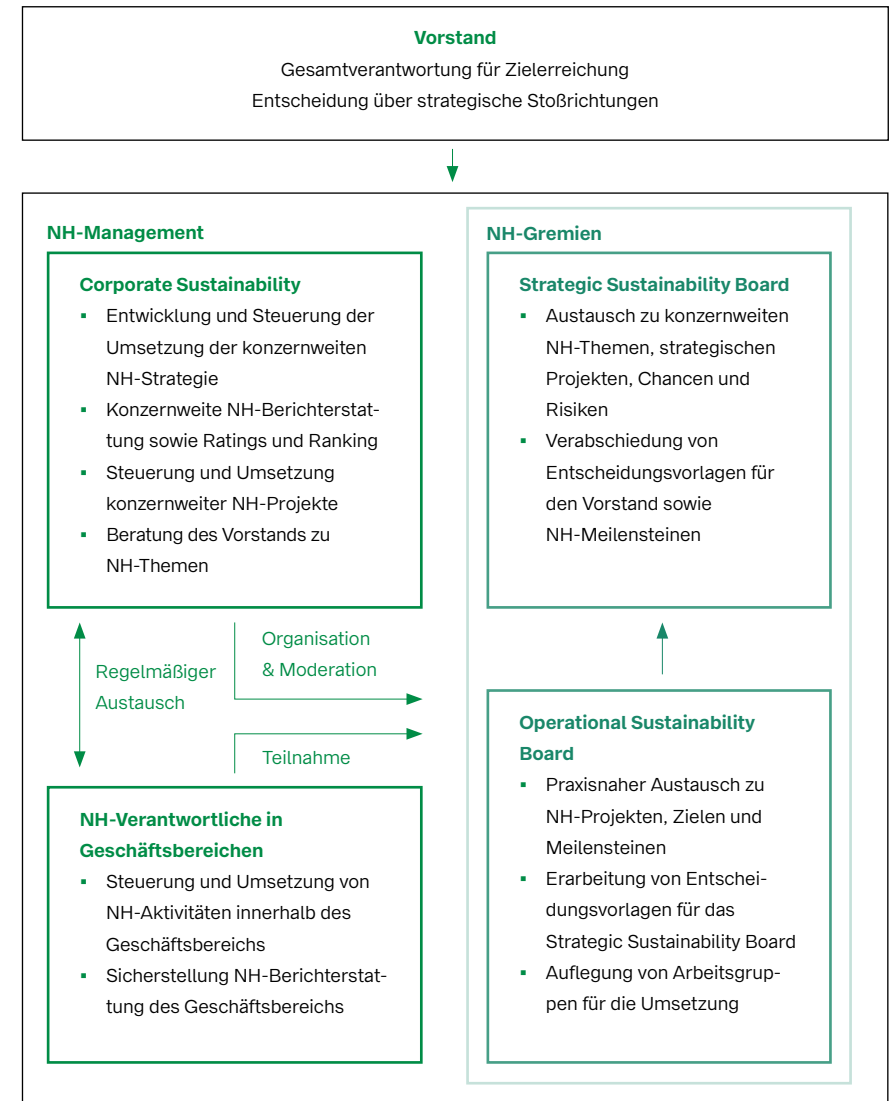 Vorstand
Gesamtverantwortung für Zielerreichung
Entscheidung über strategische Stoßrichtungen
NH-Management
Corporate Sustainability
▪ Entwicklung und Steuerung der
Umsetzung der konzernweiten
NH-Strategie
▪ Konzernweite NH-Berichterstat-
tung sowie Ratings und Ranking
▪ Steuerung und Umsetzung
konzernweiter NH-Projekte
▪ Beratung des Vorstands zu
NH-Themen
Regelmäßiger
Austausch
Organisation
& Moderation
Teilnahme
NH-Verantwortliche in
Geschäftsbereichen
▪ Steuerung und Umsetzung von
NH-Aktivitäten innerhalb des
Geschäftsbereichs
▪ Sicherstellung NH-Berichterstat-
tung des Geschäftsbereichs
NH-Gremien
Strategic Sustainability Board
▪ Austausch zu konzernweiten
NH-Themen, strategischen
Projekten, Chancen und
Risiken
▪ Verabschiedung von
Entscheidungsvorlagen für
den Vorstand sowie
NH-Meilensteinen
Operational Sustainability
Board
▪ Praxisnaher Austausch zu
NH-Projekten, Zielen und
Meilensteinen
▪ Erarbeitung von Entschei-
dungsvorlagen für das
Strategic Sustainability Board
▪ Auflegung von Arbeitsgrup-
pen für die Umsetzung